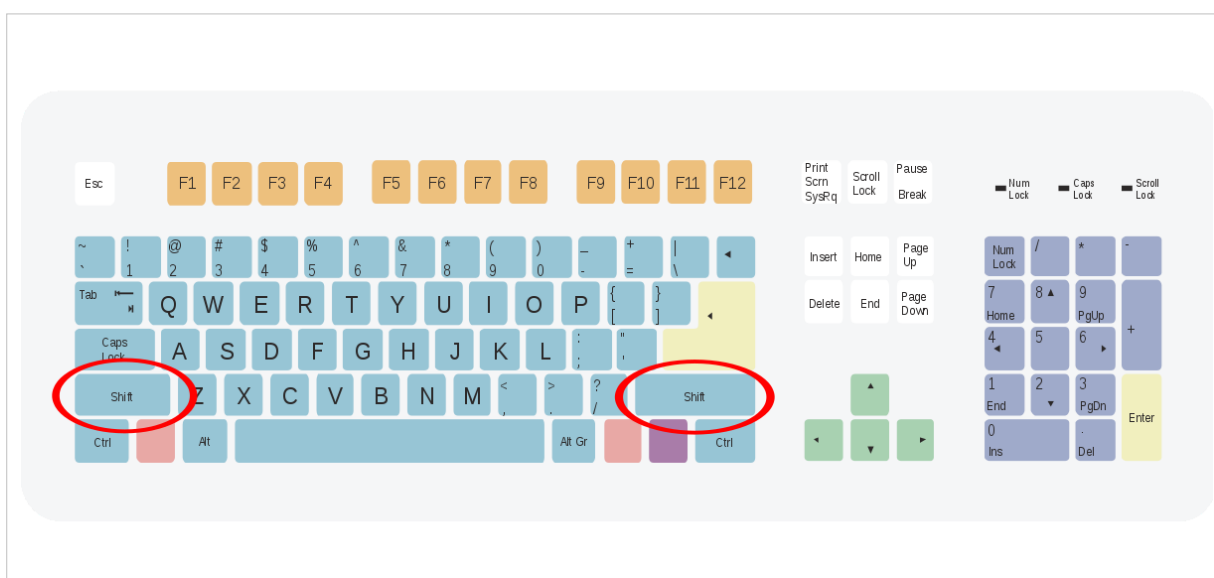 Esc F1 F2 F3 F4 F5 F6 F7 F8 F9 F10 F11 F12
Print
Scrn
SysRq
Scroll
Lock
Pause
Break
Num
Lock
Caps
Lock
Scroll
Lock
~ ! @ # $ % ^ & * ( ) _ + |
` 1 2 3 4 5 6 7 8 9 0 - = \
Insert Home Page
Up
Num
Lock
/ * -
Tab Q W E R T Y U I O P { }
[ ]
Delete End Page
Down
7 8 9
Home PgUp
+
Caps
Lock
A S D F G H J K L : "
; '
4 5 6
Shift Z X C V B N M < > ? Shift
, . /
1 2 3
End PgDn
Enter
Ctrl Alt Alt Gr Ctrl
0 .
Ins Del